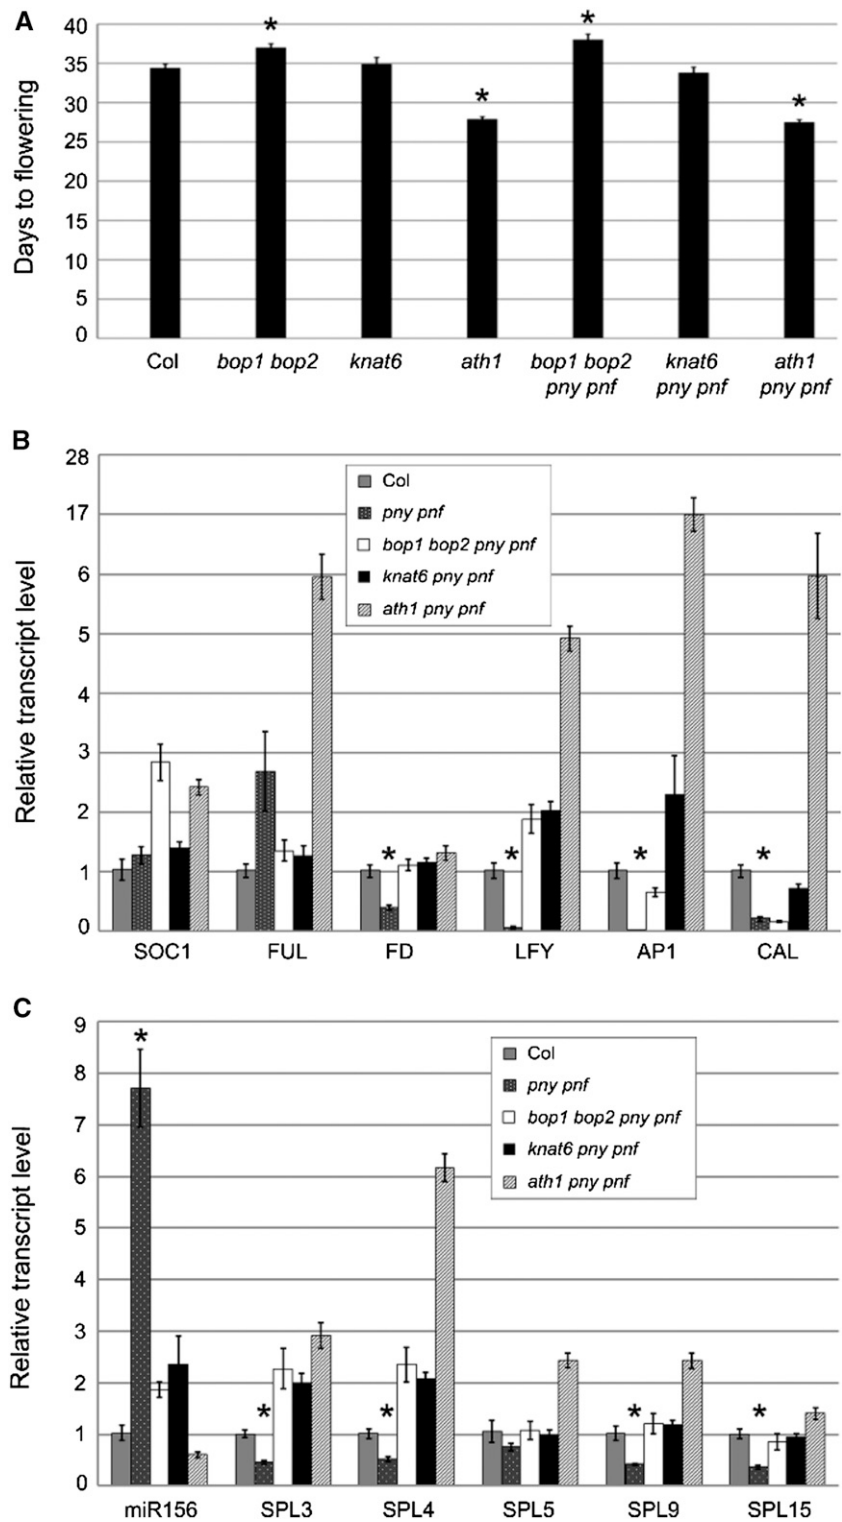 A
Days to flowering
40
35
30
25
20
15
10
5
0
*
*
*
*
Col
bop1 bop2
knat6
ath1
bop1 bop2
pny pnf
knat6
pny pnf
ath1
pny pnf
B
Relative transcript level
28
17
6
5
4
3
2
1
0
Col
pny pnf
bop1 bop2 pny pnf
knat6 pny pnf
ath1 pny pnf
*
*
*
*
SOC1
FUL
FD
LFY
AP1
CAL
C
Relative transcript level
9
8
7
6
5
4
3
2
1
0
Col
pny pnf
bop1 bop2 pny pnf
knat6 pny pnf
ath1 pny pnf
*
*
*
*
*
miR156
SPL3
SPL4
SPL5
SPL9
SPL15